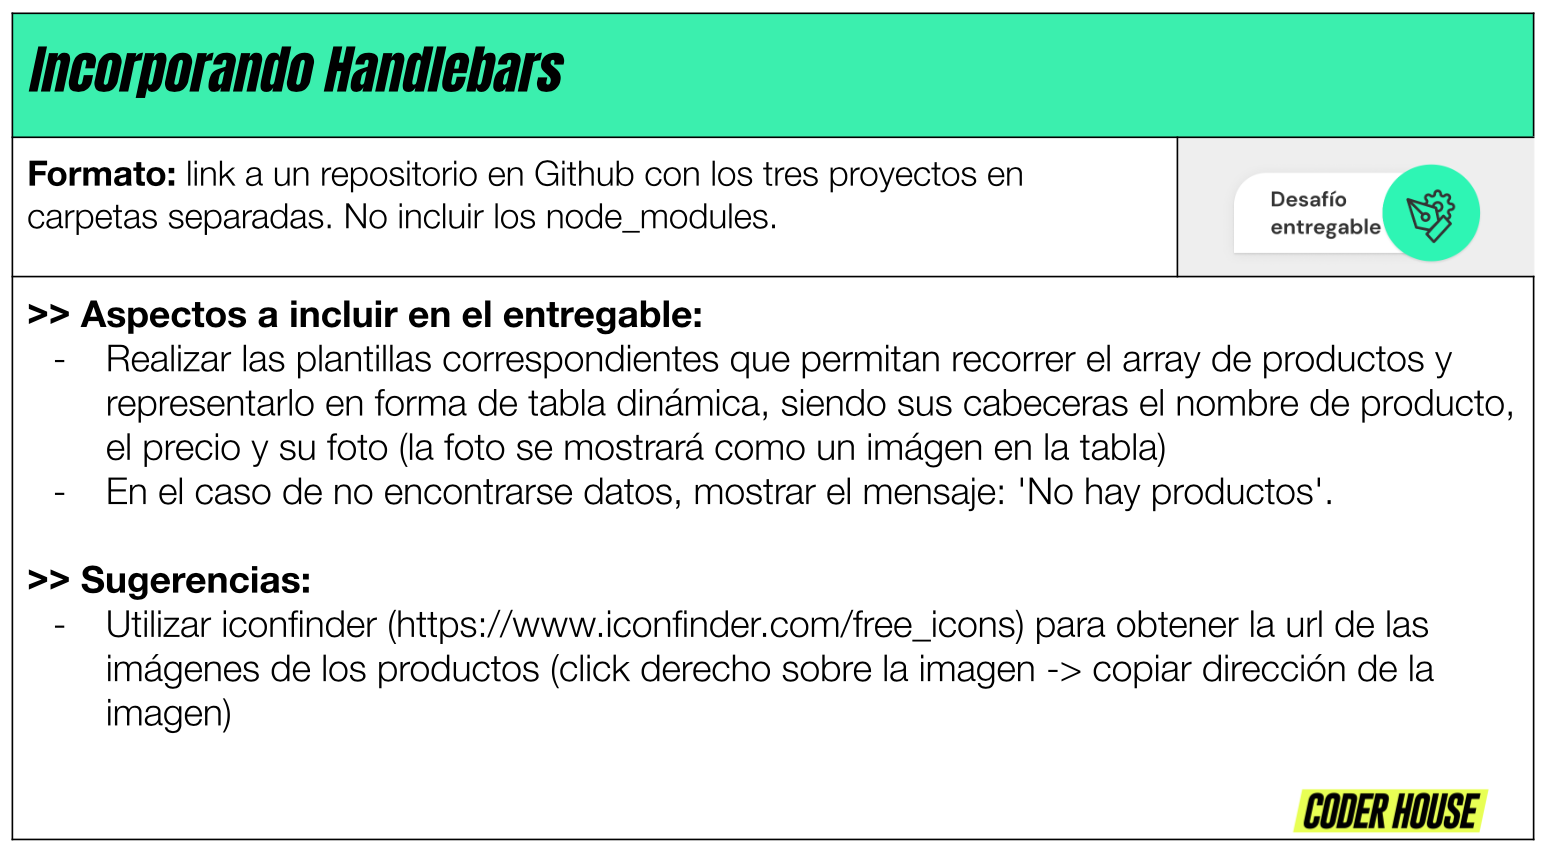 Incorporando Handlebars
Formato: link a un repositorio en Github con los tres proyectos en
carpetas separadas. No incluir los node_modules.
Desafío
entregable
>> Aspectos a incluir en el entregable:
- Realizar las plantillas correspondientes que permitan recorrer el array de productos y
representarlo en forma de tabla dinámica, siendo sus cabeceras el nombre de producto,
el precio y su foto (la foto se mostrará como un imágen en la tabla)
- En el caso de no encontrarse datos, mostrar el mensaje: 'No hay productos'.
>> Sugerencias:
- Utilizar iconfinder (https://www.iconfinder.com/free_icons) para obtener la url de las
imágenes de los productos (click derecho sobre la imagen -> copiar dirección de la
imagen)
CODER HOUSE